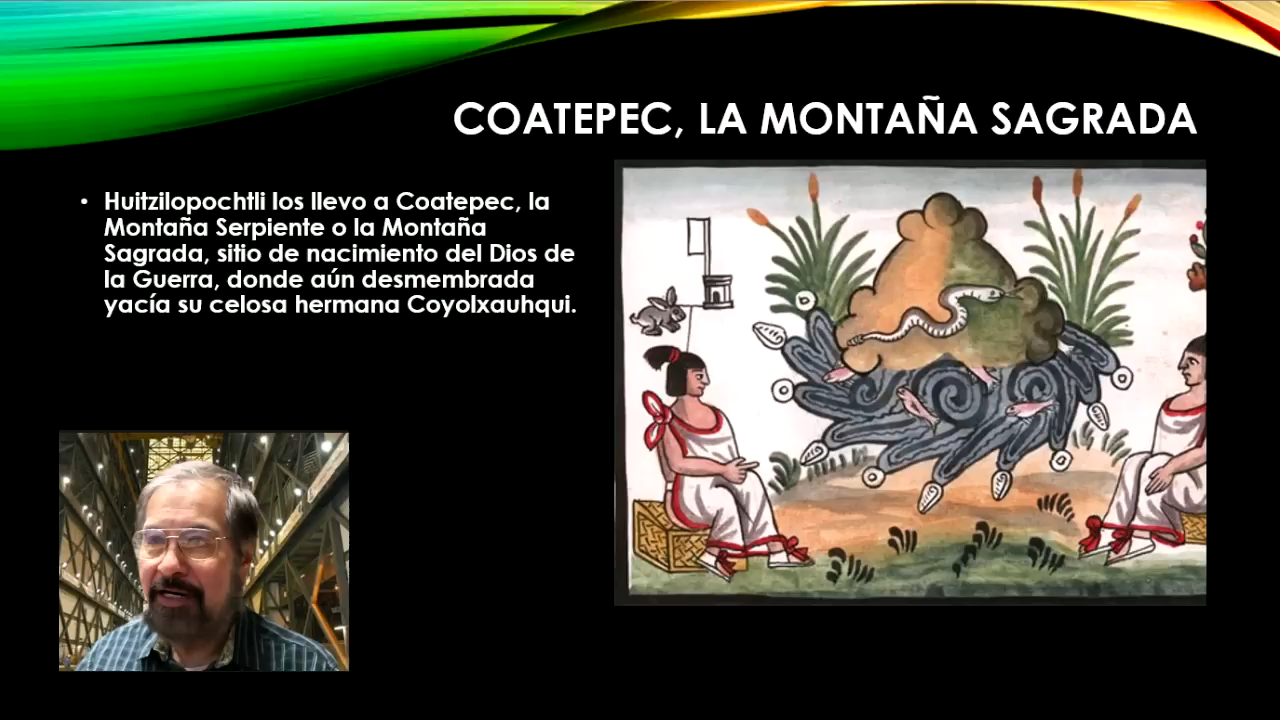 COATEPEC, LA MONTAÑA SAGRADA
• Huitzilopochtli los llevo a Coatepec, la
Montaña Serpiente o la Montaña
Sagrada, sitio de nacimiento del Dios de
la Guerra, donde aún desmembrada
yacía su celosa hermana Coyolxauhqui.